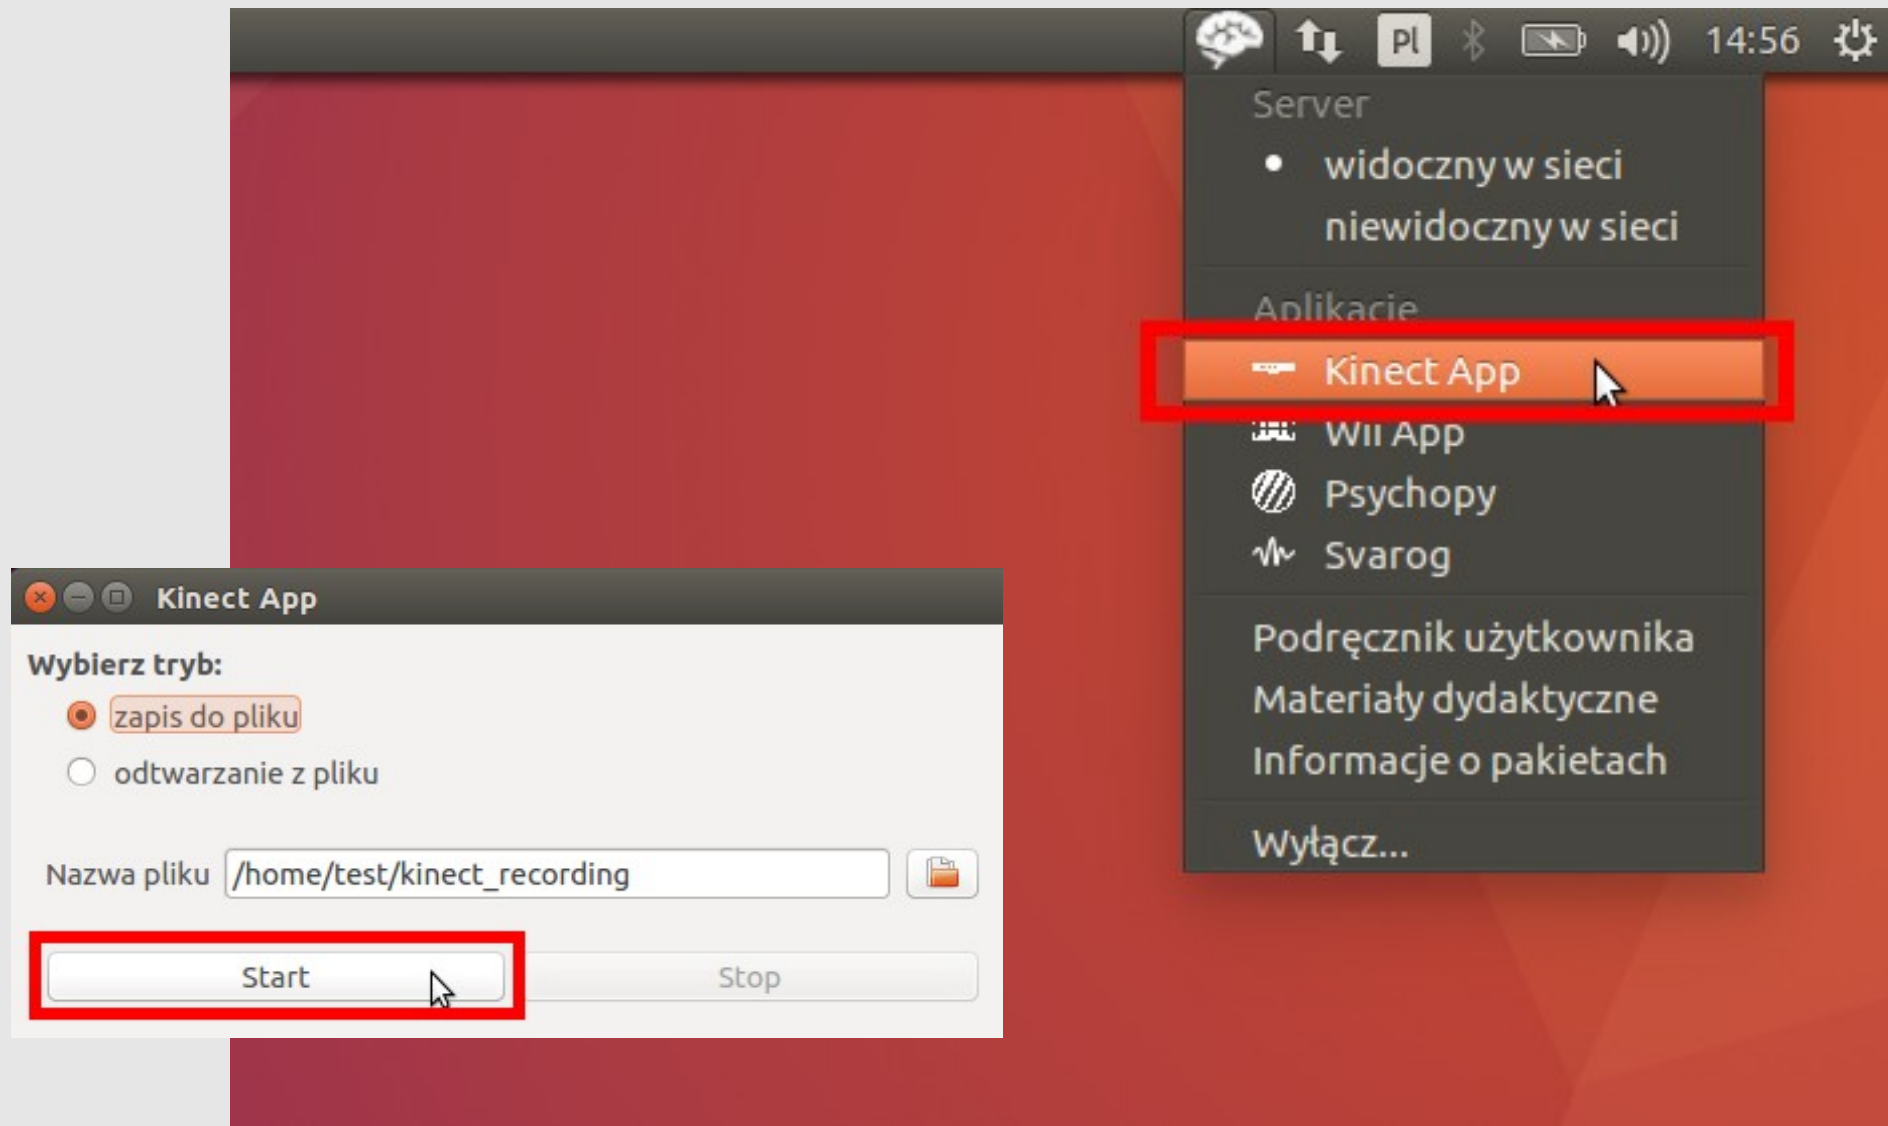 Pl 14:56
Server
widoczny w sieci
niewidoczny w sieci
Aplikacje
Kinect App
Wii App
Psychopy
Svarog
Podręcznik użytkownika
Materiały dydaktyczne
Informacje o pakietach
Wyłącz...
Kinect App
Wybierz tryb:
zapis do pliku
odtwarzanie z pliku
Nazwa pliku /home/test/kinect_recording
Start Stop